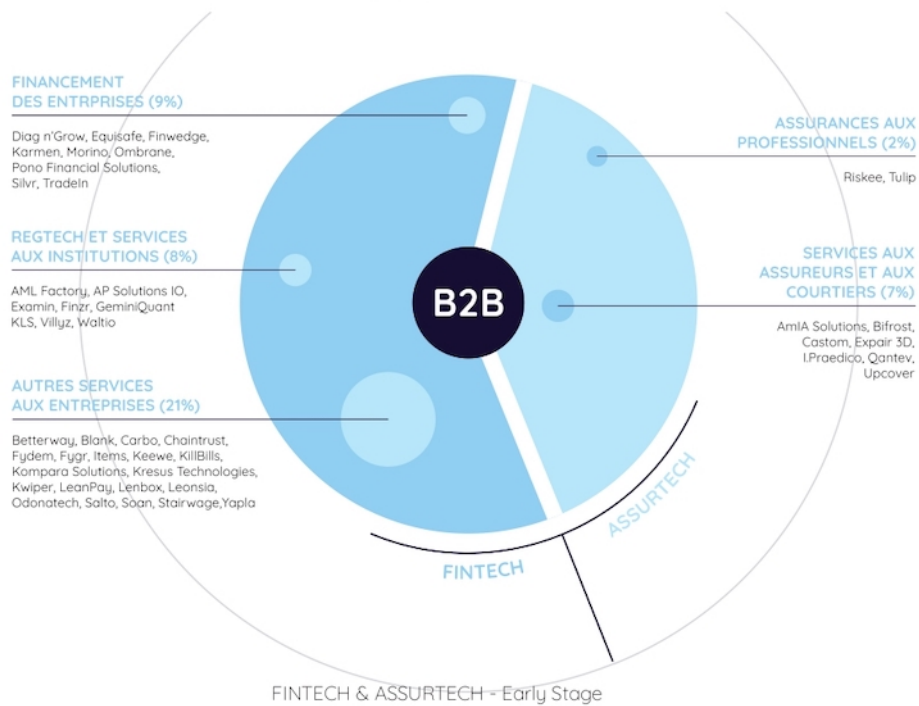 FINANCEMENT
DES ENTRPRISES (9%)
Diag n'Grow, Equisafe, Finwedge,
Karmen, Morino, Ombrane,
Pono Financial Solutions,
Silvr, TradeIn
REGTECH ET SERVICES
AUX INSTITUTIONS (8%)
AML Factory, AP Solutions IO,
Examin, Finzr, GeminiQuant
KLS, Villyz, Waltio
AUTRES SERVICES
AUX ENTREPRISES (21%)
Betterway, Blank, Carbo, Chaintrust,
Fydem, Fygr, Items, Keewe, KillBills,
Kompara Solutions, Kresus Technologies,
Kwiper, LeanPay, Lenbox, Leonsia,
Odonatech, Salto, Soan, Stairwage,Yapla
B2B
ASSURANCES AUX
PROFESSIONNELS (2%)
Riskee, Tulip
SERVICES AUX
ASSUREURS ET AUX
COURTIERS (7%)
AmIA Solutions, Bifrost,
Castom, Expair 3D,
I.Praedico, Qantev,
Upcover
FINTECH
ASSURTECH
FINTECH & ASSURTECH - Early Stage